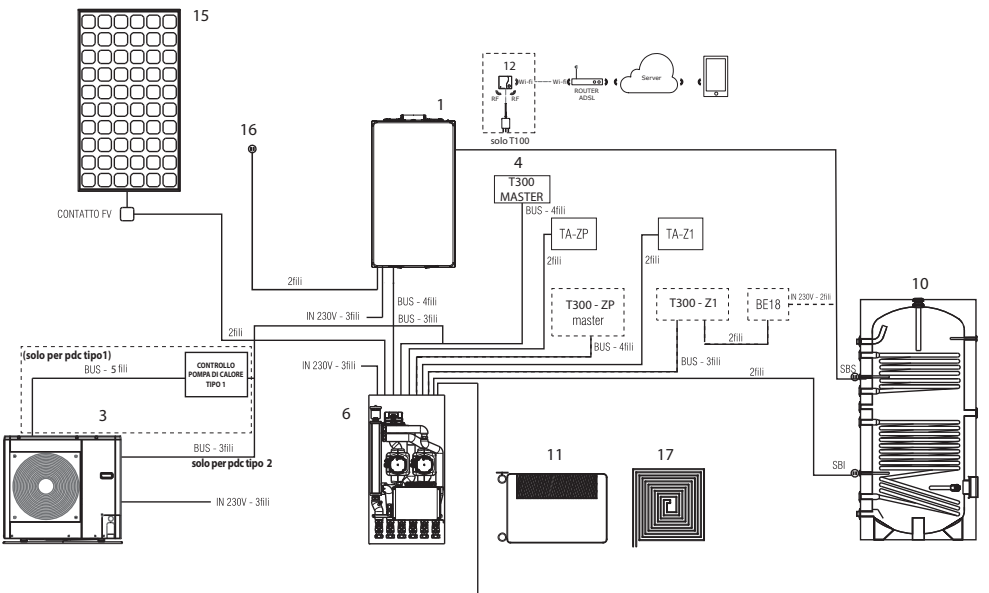 15
12
Wi-fi
Wi-fi
ROUTER
ADSL
Server
RF
RF
solo T100
1
16
4
T300
MASTER
BUS - 4fili
CONTATTO FV
TA-ZP
TA-Z1
2fili
2fili
2fili
10
IN 230V - 3fili
BUS - 4fili
BUS - 3fili
T300 - ZP
master
T300 - Z1
BE18
IN 230V - 2fili
2fili
2fili
BUS - 4fili
(solo per pdc tipo1)
BUS - 5 fili
CONTROLLO
POMPA DI CALORE
TIPO 1
IN 230V - 3fili
BUS - 3fili
2fili
SBS
3
6
BUS - 3fili
solo per pdc tipo 2
11
17
SBI
IN 230V - 3fili